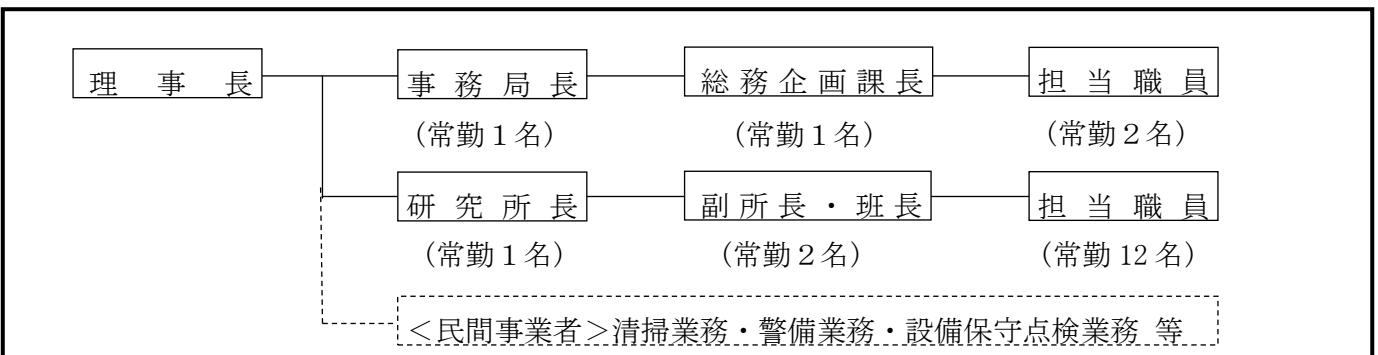 理事長 事務局長 総務企画課長 担当職員
（常勤１名） （常勤１名） （常勤２名）
研究所長 副所長・班長 担当職員
（常勤１名） （常勤２名） （常勤 12 名）
＜民間事業者＞清掃業務・警備業務・設備保守点検業務 等